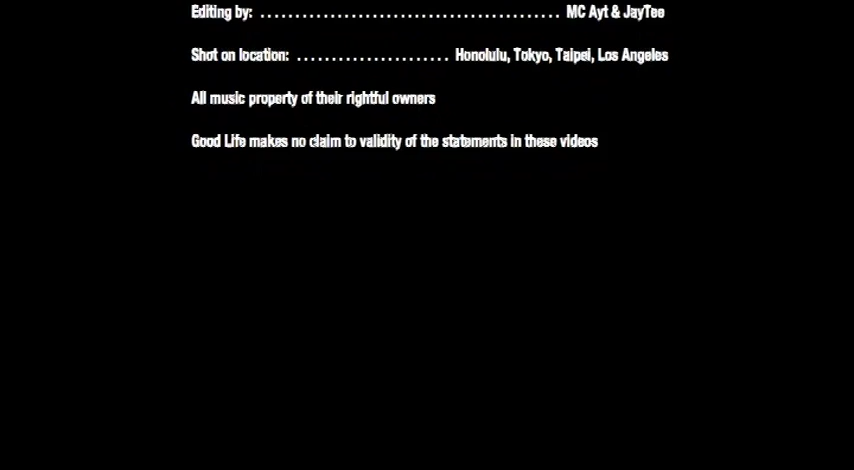 Editing by: ........................................... MC Ayt & JayTee
Shot on location: ...................... Honolulu, Tokyo, Taipei, Los Angeles
All music property of their rightful owners
Good Life makes no claim to validity of the statements in these videos